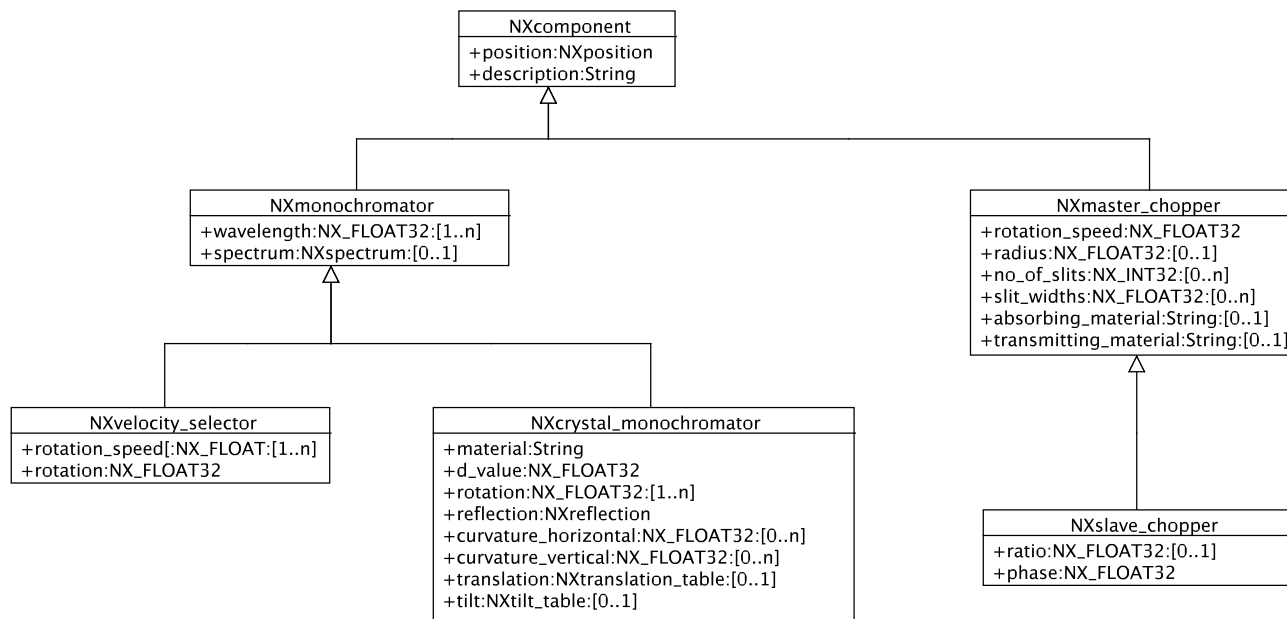 NXcomponent
+position:NXposition
+description:String
NXmonochromator
+wavelength:NX_FLOAT32:[1..n]
+spectrum:NXspectrum:[0..1]
NXmaster_chopper
+rotation_speed:NX_FLOAT32
+radius:NX_FLOAT32:[0..1]
+no_of_slits:NX_INT32:[0..n]
+slit_widths:NX_FLOAT32:[0..n]
+absorbing_material:String:[0..1]
+transmitting_material:String:[0..1]
NXvelocity_selector
+rotation_speed[:NX_FLOAT:[1..n]
+rotation:NX_FLOAT32
NXcrystal_monochromator
+material:String
+d_value:NX_FLOAT32
+rotation:NX_FLOAT32:[1..n]
+reflection:NXreflection
+curvature_horizontal:NX_FLOAT32:[0..n]
+curvature_vertical:NX_FLOAT32:[0..n]
+translation:NXtranslation_table:[0..1]
+tilt:NXtilt_table:[0..1]
NXslave_chopper
+ratio:NX_FLOAT32:[0..1]
+phase:NX_FLOAT32